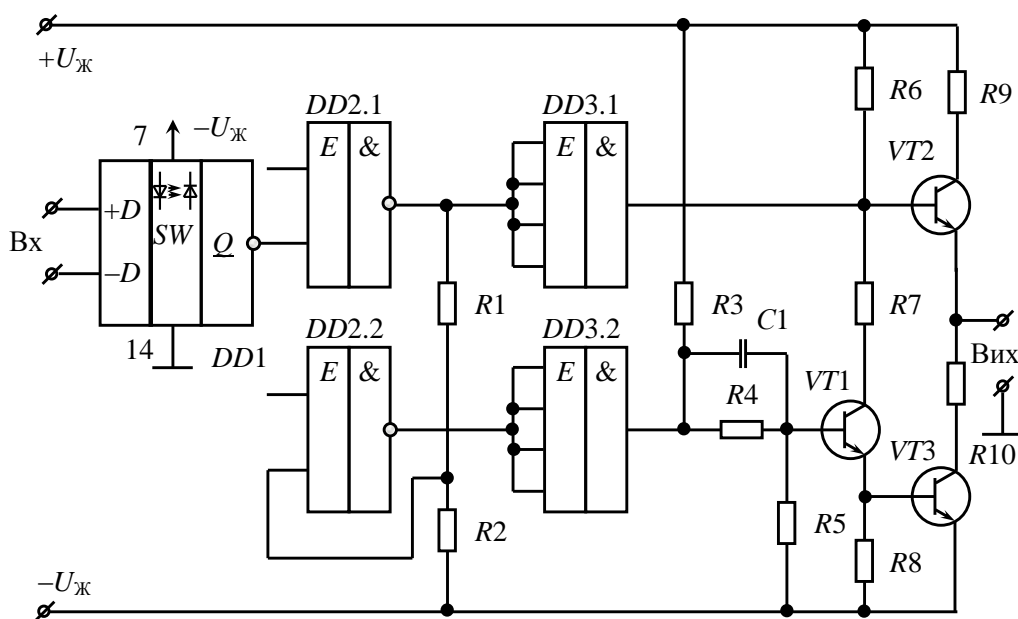 +Uж
R6
R9
DD2.1
DD3.1
7
–Uж
E &
E &
VT2
+D
SW
Q
Вх
–D
R1
R3
C1
R7
DD2.2
DD3.2
14
DD1
Вих
E &
E &
R4
VT1
VT3
R10
R2
R5
R8
–Uж